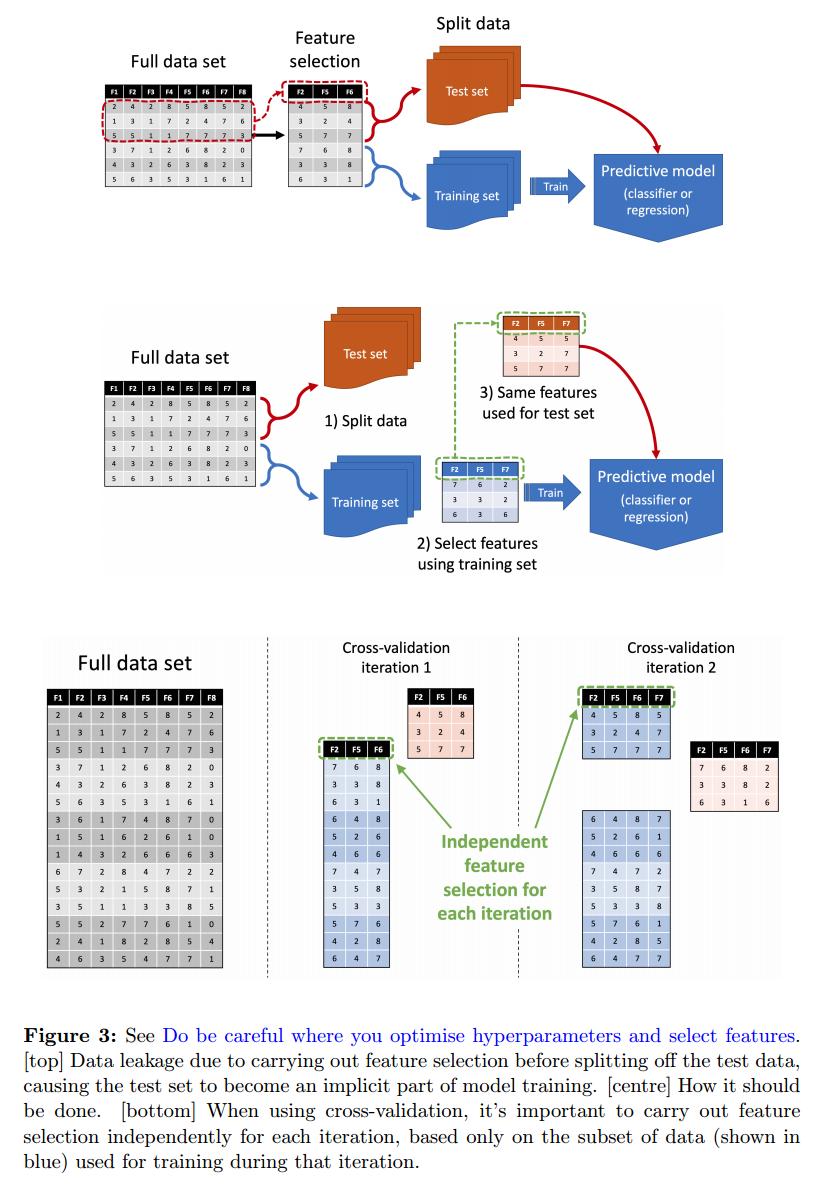 Split data
Feature
selection
Full data set
F1 F2 F3 F4 F5 F6 F7 F8
2 4 2 8 5 8 5 2
1 3 1 7 2 4 7 6
5 5 1 1 7 7 7 3
3 7 1 2 6 8 2 0
4 3 2 6 3 8 2 3
5 6 3 5 3 1 6 1
F2 F5 F6
4 5 8
3 2 4
5 7 7
7 6 8
3 3 8
6 3 1
Test set
Training set
Train
Predictive model
(classifier or
regression)
Full data set
F1 F2 F3 F4 F5 F6 F7 F8
2 4 2 8 5 8 5 2
1 3 1 7 2 4 7 6
5 5 1 1 7 7 7 3
3 7 1 2 6 8 2 0
4 3 2 6 3 8 2 3
5 6 3 5 3 1 6 1
Test set
1) Split data
Training set
F2 F5 F7
4 5 5
3 2 7
5 7 7
3) Same features
used for test set
F2 F5 F7
7 6 2
3 3 2
6 3 6
2) Select features
using training set
Train
Predictive model
(classifier or
regression)
Full data set
F1 F2 F3 F4 F5 F6 F7 F8
2 4 2 8 5 8 5 2
1 3 1 7 2 4 7 6
5 5 1 1 7 7 7 3
3 7 1 2 6 8 2 0
4 3 2 6 3 8 2 3
5 6 3 5 3 1 6 1
3 6 1 7 4 8 7 0
1 5 1 6 2 6 1 0
1 4 3 2 6 6 6 3
6 7 2 8 4 7 2 2
5 3 2 1 5 8 7 1
3 5 1 1 3 3 8 5
5 5 2 7 7 6 1 0
2 4 1 8 2 8 5 4
4 6 3 5 4 7 7 1
Cross-validation
iteration 1
F2 F5 F6
4 5 8
3 2 4
5 7 7
F2 F5 F6
7 6 8
3 3 8
6 3 1
6 4 8
5 2 6
4 6 6
7 4 7
3 5 8
5 3 3
5 7 6
4 2 8
6 4 7
Independent
feature
selection for
each iteration
Cross-validation
iteration 2
F2 F5 F6 F7
4 5 8 5
3 2 4 7
5 7 7 7
F2 F5 F6 F7
7 6 8 2
3 3 8 2
6 3 1 6
6 4 8 7
5 2 6 1
4 6 6 6
7 4 7 2
3 5 8 7
5 3 3 8
5 7 6 1
4 2 8 5
6 4 7 7
Figure 3: See Do be careful where you optimise hyperparameters and select features.
[top] Data leakage due to carrying out feature selection before splitting off the test data,
causing the test set to become an implicit part of model training. [centre] How it should
be done. [bottom] When using cross-validation, it's important to carry out feature
selection independently for each iteration, based only on the subset of data (shown in
blue) used for training during that iteration.